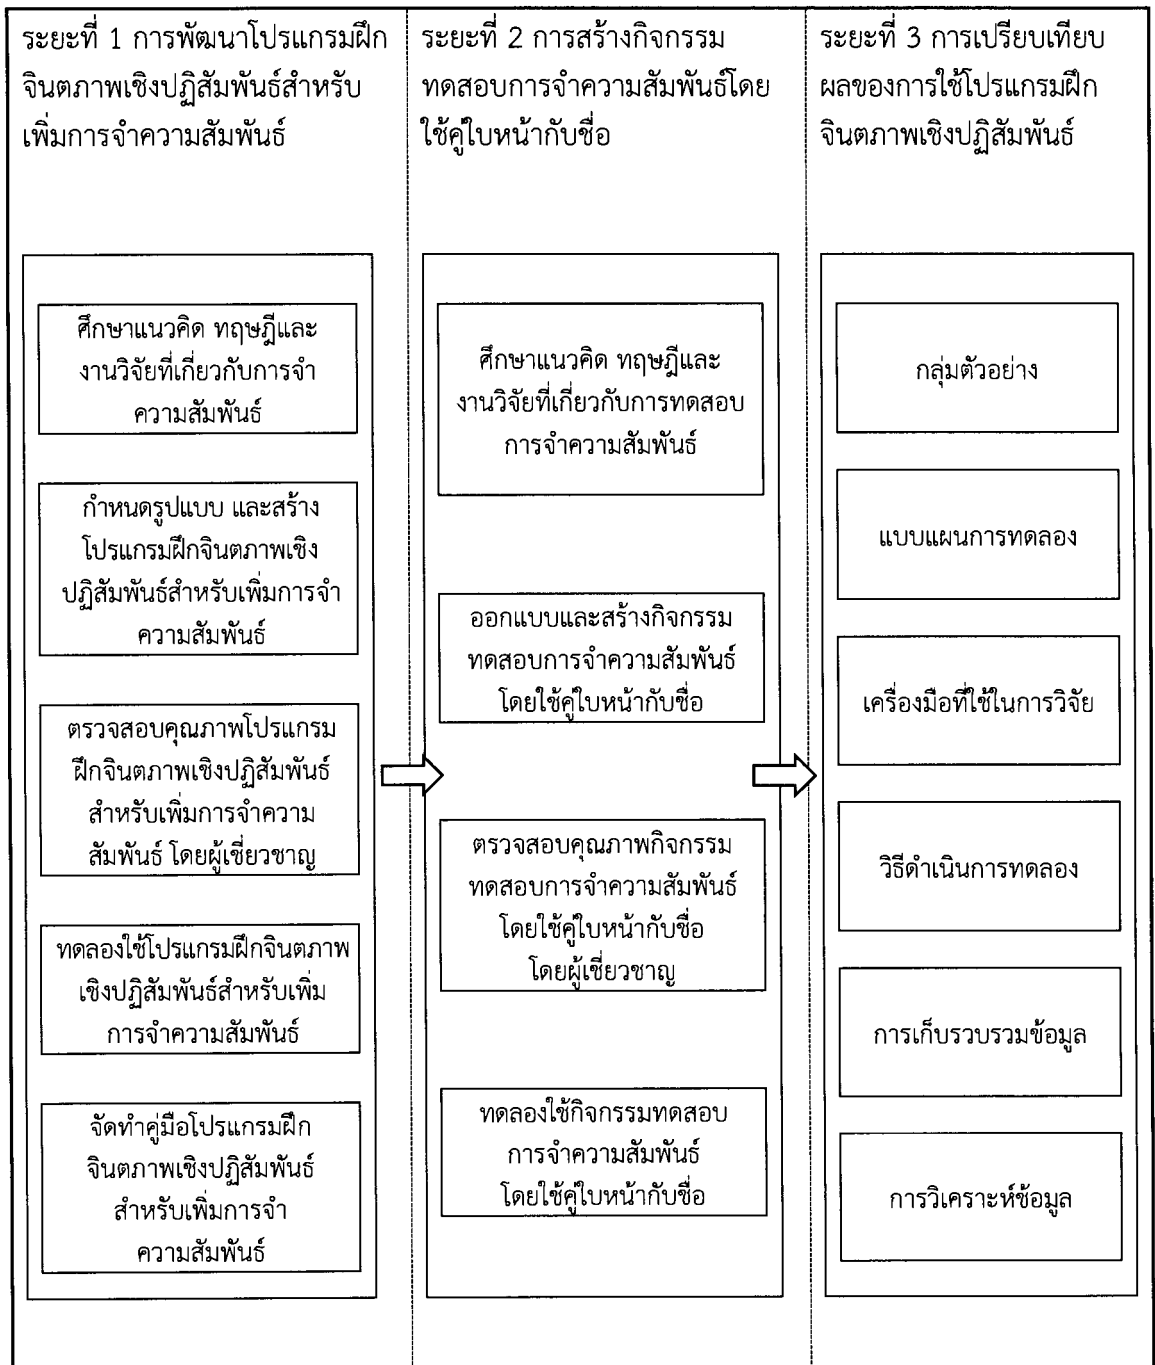 ระยะที่ 1 การพัฒนาโปรแกรมฝึก
จินตภาพเชิงปฏิสัมพันธ์สำหรับ
เพิ่มการจำความสัมพันธ์
ศึกษาแนวคิด ทฤษฎีและ
งานวิจัยที่เกี่ยวกับการจำ
ความสัมพันธ์
กำหนดรูปแบบ และสร้าง
โปรแกรมฝึกจินตภาพเชิง
ปฏิสัมพันธ์สำหรับเพิ่มการจำ
ความสัมพันธ์
ตรวจสอบคุณภาพโปรแกรม
ฝึกจินตภาพเชิงปฏิสัมพันธ์
สำหรับเพิ่มการจำความ
สัมพันธ์ โดยผู้เชี่ยวชาญ
ทดลองใช้โปรแกรมฝึกจินตภาพ
เชิงปฏิสัมพันธ์สำหรับเพิ่ม
การจำความสัมพันธ์
จัดทำคู่มือโปรแกรมฝึก
จินตภาพเชิงปฏิสัมพันธ์
สำหรับเพิ่มการจำ
ความสัมพันธ์
ระยะที่ 2 การสร้างกิจกรรม
ทดสอบการจำความสัมพันธ์โดย
ใช้คู่ใบหน้ากับชื่อ
ศึกษาแนวคิด ทฤษฎีและ
งานวิจัยที่เกี่ยวกับการทดสอบ
การจำความสัมพันธ์
ออกแบบและสร้างกิจกรรม
ทดสอบการจำความสัมพันธ์
โดยใช้คู่ใบหน้ากับชื่อ
ตรวจสอบคุณภาพกิจกรรม
ทดสอบการจำความสัมพันธ์
โดยใช้คู่ใบหน้ากับชื่อ
โดยผู้เชี่ยวชาญ
ทดลองใช้กิจกรรมทดสอบ
การจำความสัมพันธ์
โดยใช้คู่ใบหน้ากับชื่อ
ระยะที่ 3 การเปรียบเทียบ
ผลของการใช้โปรแกรมฝึก
จินตภาพเชิงปฏิสัมพันธ์
กลุ่มตัวอย่าง
แบบแผนการทดลอง
เครื่องมือที่ใช้ในการวิจัย
วิธีดำเนินการทดลอง
การเก็บรวบรวมข้อมูล
การวิเคราะห์ข้อมูล